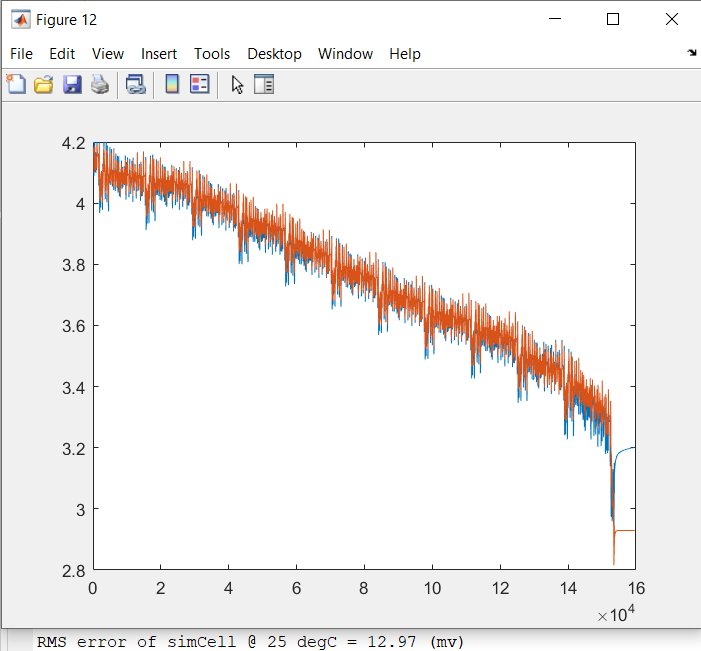 Figure 12
File Edit View Insert Tools Desktop Window Help
4.2
4
3.8
3.6
3.4
3.2
3
2.8
0 2 4 6 8 10 12 14 16
×10^4
RMS error of simCell @ 25 degC = 12.97 (mv)